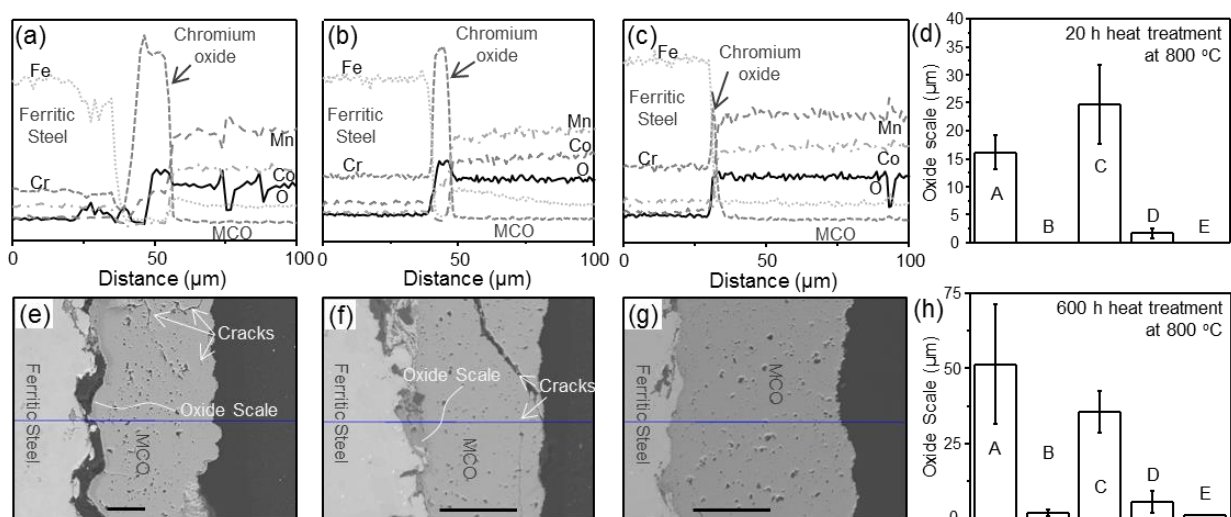 (a)
Chromium
oxide
Fe
Ferritic
Steel
Cr
Mn
Co
O
MCO
0
50
100
Distance (µm)
(b)
Chromium
oxide
Fe
Ferritic
Steel
Cr
Mn
Co
O
MCO
0
50
100
Distance (µm)
(c)
Chromium
oxide
Fe
Ferritic
Steel
Cr
Mn
Co
O
MCO
0
50
100
Distance (µm)
(d)
20 h heat treatment
at 800 °C
Oxide scale (µm)
40
35
30
25
20
15
10
5
0
A
B
C
D
E
(e)
Cracks
Ferritic Steel
Oxide Scale
MCO
(f)
Oxide Scale
Cracks
Ferritic Steel
MCO
(g)
Ferritic Steel
MCO
(h)
600 h heat treatment
at 800 °C
Oxide Scale (µm)
75
50
25
0
A
B
C
D
E